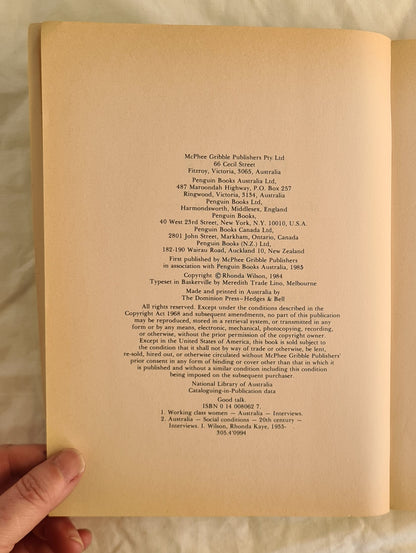 McPhee Gribble Publishers Pty Ltd
66 Cecil Street
Fitzroy, Victoria, 3065, Australia
Penguin Books Australia Ltd,
487 Maroondah Highway, P.O. Box 257
Ringwood, Victoria, 3134, Australia
Penguin Books Ltd,
Harmondsworth, Middlesex, England
Penguin Books,
40 West 23rd Street, New York, N.Y. 10010, U.S.A.
Penguin Books Canada Ltd,
2801 John Street, Markham, Ontario, Canada
Penguin Books (N.Z.) Ltd,
182-190 Wairau Road, Auckland 10, New Zealand
First published by McPhee Gribble Publishers
in association with Penguin Books Australia, 1985
Copyright © Rhonda Wilson, 1984
Typeset in Baskerville by Meredith Trade Lino, Melbourne
Made and printed in Australia by
The Dominion Press–Hedges & Bell
All rights reserved. Except under the conditions described in the
Copyright Act 1968 and subsequent amendments, no part of this publication
may be reproduced, stored in a retrieval system, or transmitted in any
form or by any means, electronic, mechanical, photocopying, recording,
or otherwise, without the prior permission of the copyright owner.
Except in the United States of America, this book is sold subject to
the condition that it shall not by way of trade or otherwise, be lent,
re-sold, hired out, or otherwise circulated without McPhee Gribble Publishers'
prior consent in any form of binding or cover other than that in which it
is published and without a similar condition including this condition
being imposed on the subsequent purchaser.
National Library of Australia
Cataloguing-in-Publication data
Good talk.
ISBN 0 14 008062 7.
1. Working class women – Australia – Interviews.
2. Australia – Social conditions – 20th century –
Interviews. I. Wilson, Rhonda Kaye, 1955-
305.4'0994